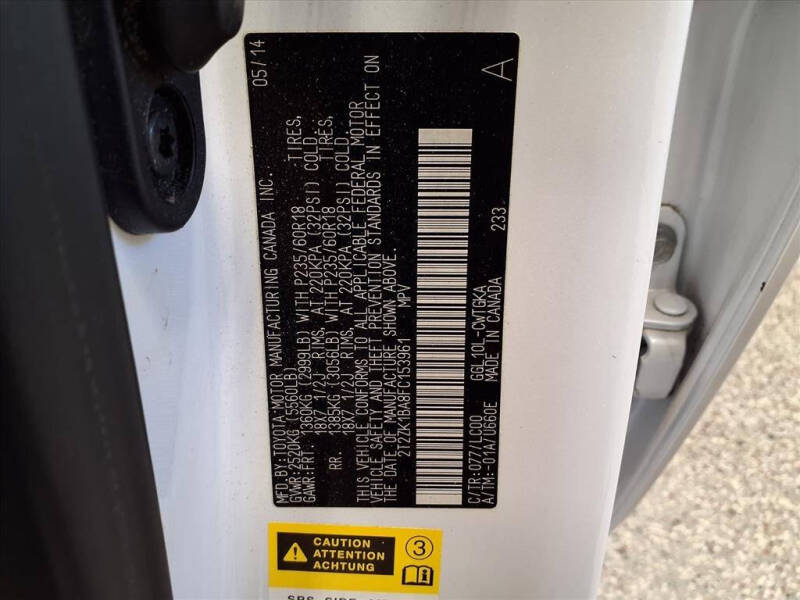 MFD.BY:TOYOTA MOTOR MANUFACTURING CANADA INC. 05/14
GVWR:2520KG (5560LB)
GAWR:FRT. 1360KG (2999LB) WITH P235/60R18 TIRES,
18X7 1/2J RIMS, AT 220KPA (32PSI) COLD,
RR. 1385KG (3056LB) WITH P235/60R18 TIRES,
18X7 1/2J RIMS, AT 220KPA (32PSI) COLD.
THIS VEHICLE CONFORMS TO ALL APPLICABLE FEDERAL MOTOR
VEHICLE SAFETY AND THEFT PREVENTION STANDARDS IN EFFECT ON
THE DATE OF MANUFACTURE SHOWN ABOVE.
2T2ZK1BA8FC153961 MPV
A
C/TR:077/LC00 GGL10L-CWTGKA
A/TM:-01A/U660E MADE IN CANADA 233
CAUTION
ATTENTION
ACHTUNG
3
SRS SIDE